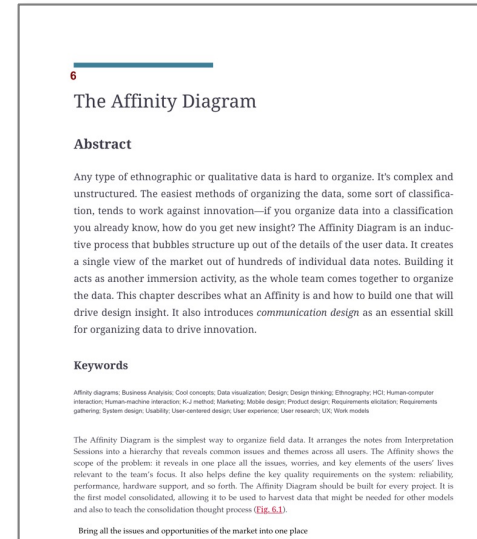 6
The Affinity Diagram
Abstract
Any type of ethnographic or qualitative data is hard to organize. It's complex and
unstructured. The easiest methods of organizing the data, some sort of classifica-
tion, tends to work against innovation—if you organize data into a classification
you already know, how do you get new insight? The Affinity Diagram is an induc-
tive process that bubbles structure up out of the details of the user data. It creates
a single view of the market out of hundreds of individual data notes. Building it
acts as another immersion activity, as the whole team comes together to organize
the data. This chapter describes what an Affinity is and how to build one that will
drive design insight. It also introduces communication design as an essential skill
for organizing data to drive innovation.
Keywords
Affinity diagrams; Business Analyisis; Cool concepts; Data visualization; Design; Design thinking; Ethnography; HCI; Human-computer
interaction; Human-machine interaction; K-J method; Marketing; Mobile design; Product design; Requirements elicitation; Requirements
gathering; System design; Usability; User-centered design; User experience; User research; UX; Work models
The Affinity Diagram is the simplest way to organize field data. It arranges the notes from Interpretation
Sessions into a hierarchy that reveals common issues and themes across all users. The Affinity shows the
scope of the problem: it reveals in one place all the issues, worries, and key elements of the users' lives
relevant to the team's focus. It also helps define the key quality requirements on the system: reliability,
performance, hardware support, and so forth. The Affinity Diagram should be built for every project. It is
the first model consolidated, allowing it to be used to harvest data that might be needed for other models
and also to teach the consolidation thought process (Fig. 6.1).
Bring all the issues and opportunities of the market into one place